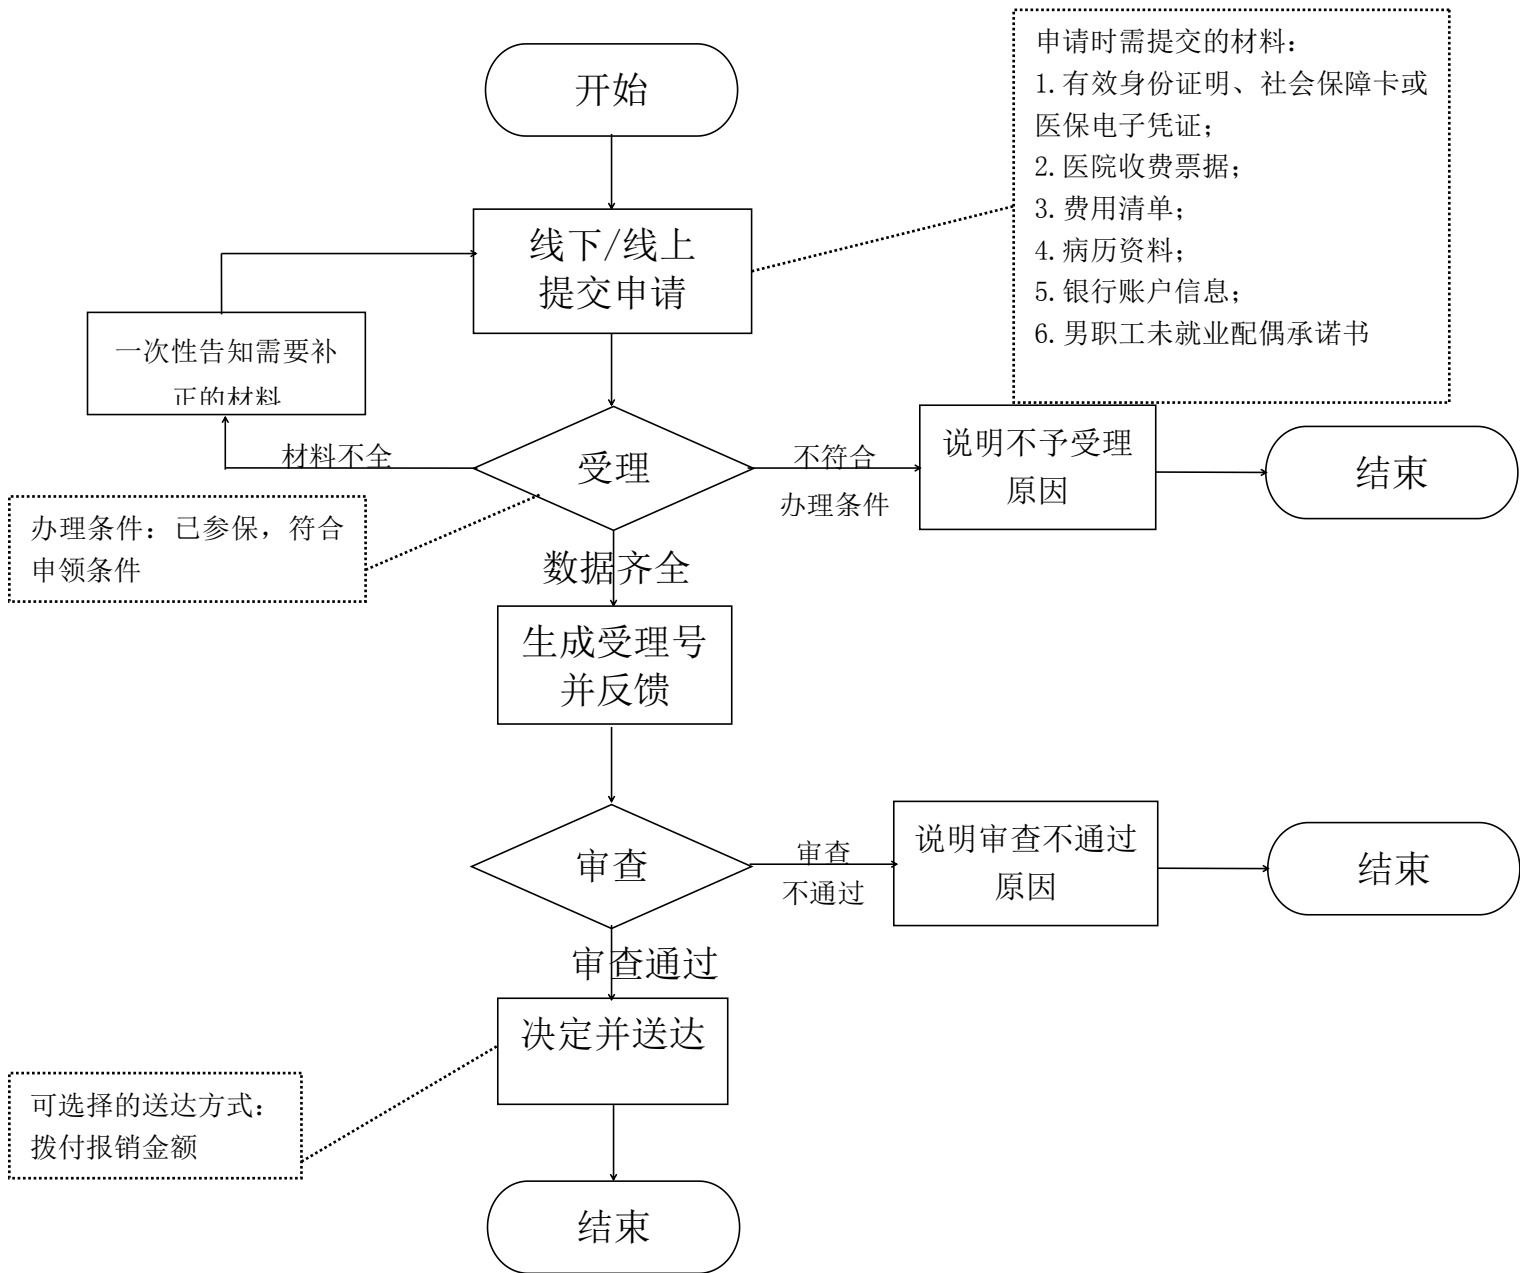 开始
申请时需提交的材料：
1.有效身份证明、社会保障卡或
医保电子凭证；
2.医院收费票据；
3.费用清单；
4.病历资料；
5.银行账户信息；
6.男职工未就业配偶承诺书
线下/线上
提交申请
一次性告知需要补
正的材料
材料不全
受理
不符合
办理条件
说明不予受理
原因
结束
办理条件：已参保，符合
申领条件
数据齐全
生成受理号
并反馈
审查
审查
不通过
说明审查不通过
原因
结束
审查通过
决定并送达
可选择的送达方式：
拨付报销金额
结束